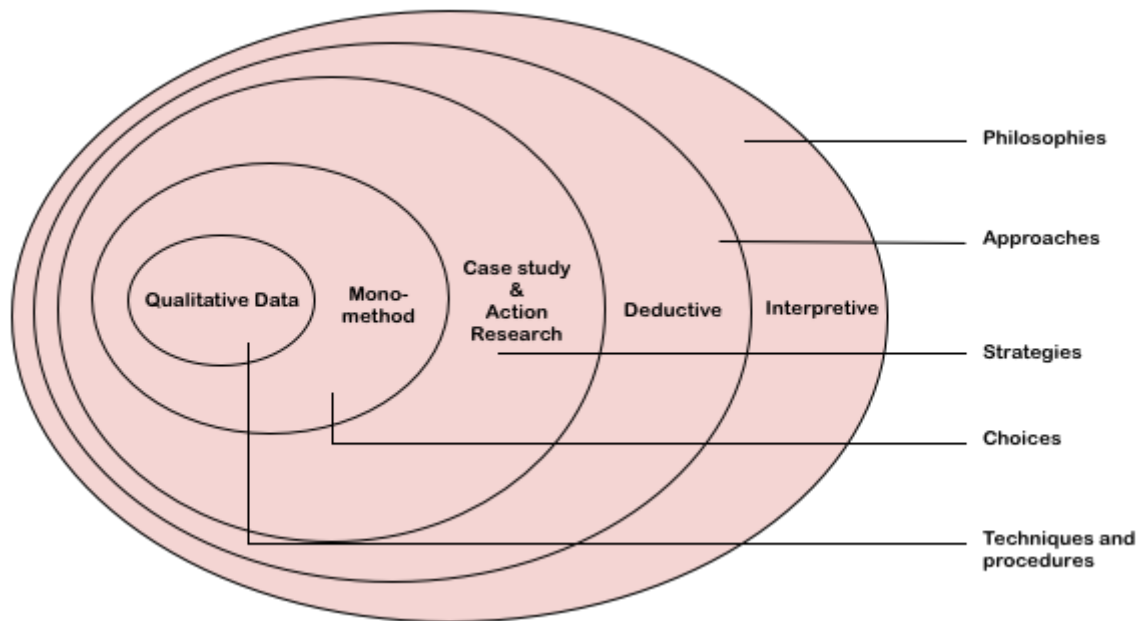 Philosophies
Approaches
Case study
&
Action
Research
Qualitative Data
Mono-
method
Deductive
Interpretive
Strategies
Choices
Techniques and
procedures